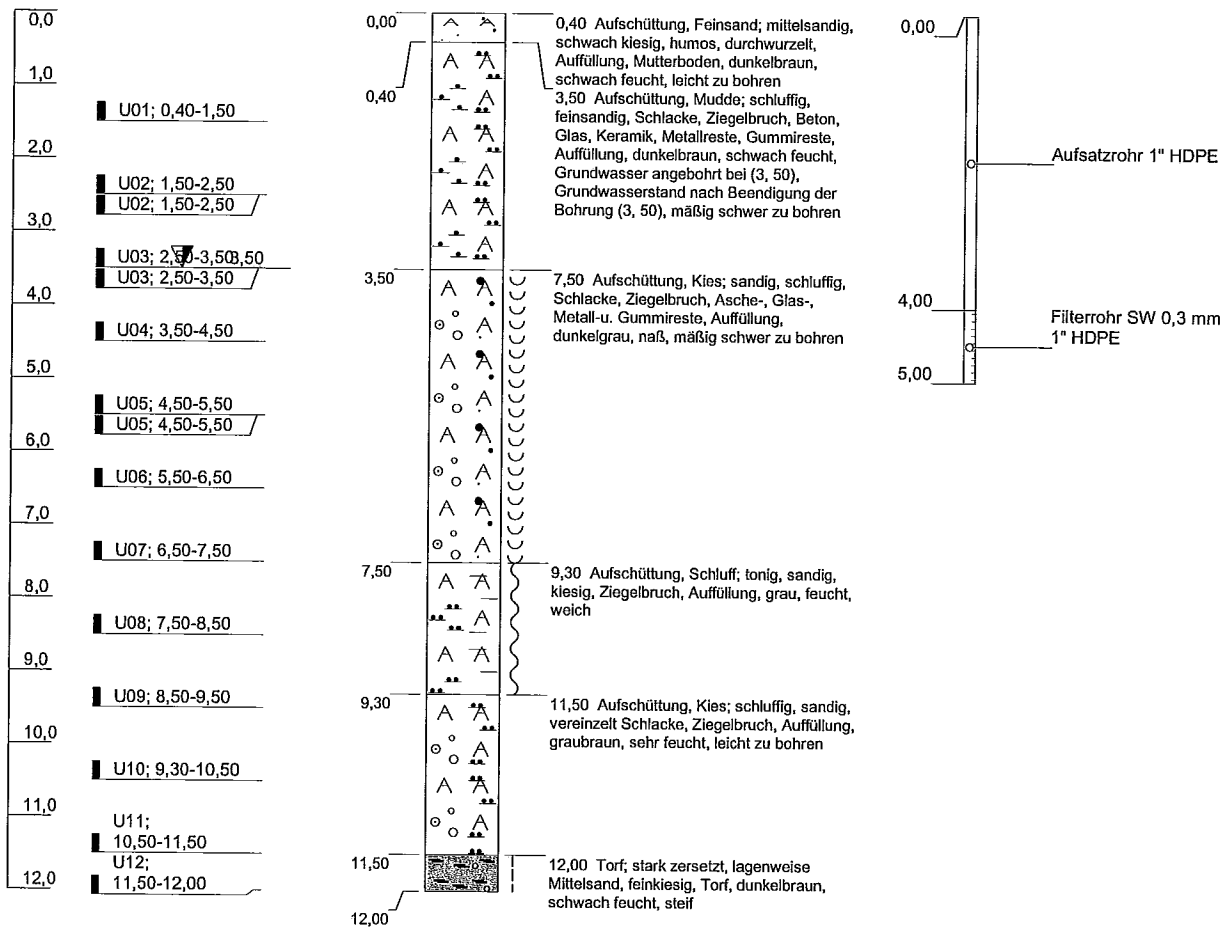 0,0
1,0
2,0
3,0
4,0
5,0
6,0
7,0
8,0
9,0
10,0
11,0
12,0
U01; 0,40-1,50
U02; 1,50-2,50
U02; 1,50-2,50
U03; 2,50-3,50
3,50
U03; 2,50-3,50
U04; 3,50-4,50
U05; 4,50-5,50
U05; 4,50-5,50
U06; 5,50-6,50
U07; 6,50-7,50
U08; 7,50-8,50
U09; 8,50-9,50
U10; 9,30-10,50
U11;
10,50-11,50
U12;
11,50-12,00
0,00
0,40
3,50
7,50
9,30
11,50
12,00
0,40 Aufschüttung, Feinsand; mittelsandig,
schwach kiesig, humos, durchwurzelt,
Auffüllung, Mutterboden, dunkelbraun,
schwach feucht, leicht zu bohren
3,50 Aufschüttung, Mudde; schluffig,
feinsandig, Schlacke, Ziegelbruch, Beton,
Glas, Keramik, Metallreste, Gummireste,
Auffüllung, dunkelbraun, schwach feucht,
Grundwasser angebohrt bei (3, 50),
Grundwasserstand nach Beendigung der
Bohrung (3, 50), mäßig schwer zu bohren
7,50 Aufschüttung, Kies; sandig, schluffig,
Schlacke, Ziegelbruch, Asche-, Glas-,
Metall-u. Gummireste, Auffüllung,
dunkelgrau, naß, mäßig schwer zu bohren
9,30 Aufschüttung, Schluff; tonig, sandig,
kiesig, Ziegelbruch, Auffüllung, grau, feucht,
weich
11,50 Aufschüttung, Kies; schluffig, sandig,
vereinzelt Schlacke, Ziegelbruch, Auffüllung,
graubraun, sehr feucht, leicht zu bohren
12,00 Torf; stark zersetzt, lagenweise
Mittelsand, feinkiesig, Torf, dunkelbraun,
schwach feucht, steif
0,00
Aufsatzrohr 1" HDPE
4,00
Filterrohr SW 0,3 mm
1" HDPE
5,00